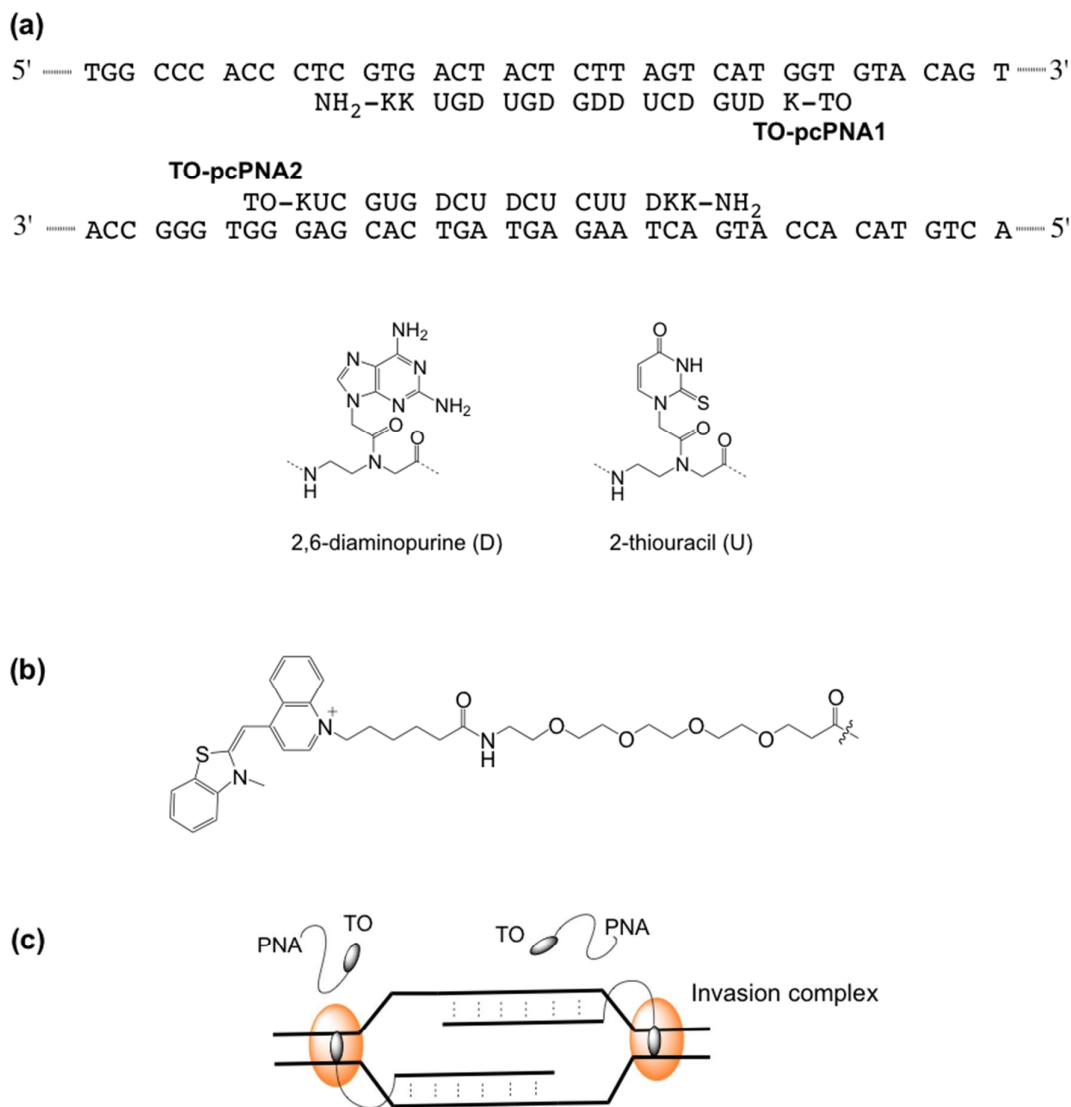 (a)
5' TGG CCC ACC CTC GTG ACT ACT CTT AGT CAT GGT GTA CAG T 3'
NH2-KK UGD UGD GDD UCD GUD K-TO
TO-pcPNA1
TO-pcPNA2
TO-KUC GUG DCU DCU CUU DKK-NH2
3' ACC GGG TGG GAG CAC TGA TGA GAA TCA GTA CCA CAT GTCA A 5'
NH2
N
N
N
N
NH2
O
O
N
N
H
O
NH
N
S
O
O
N
N
H
2,6-diaminopurine (D)
2-thiouracil (U)
(b)
S
N
N
+
O
N
H
O
O
O
O
O
(c)
PNA
TO
TO
PNA
Invasion complex